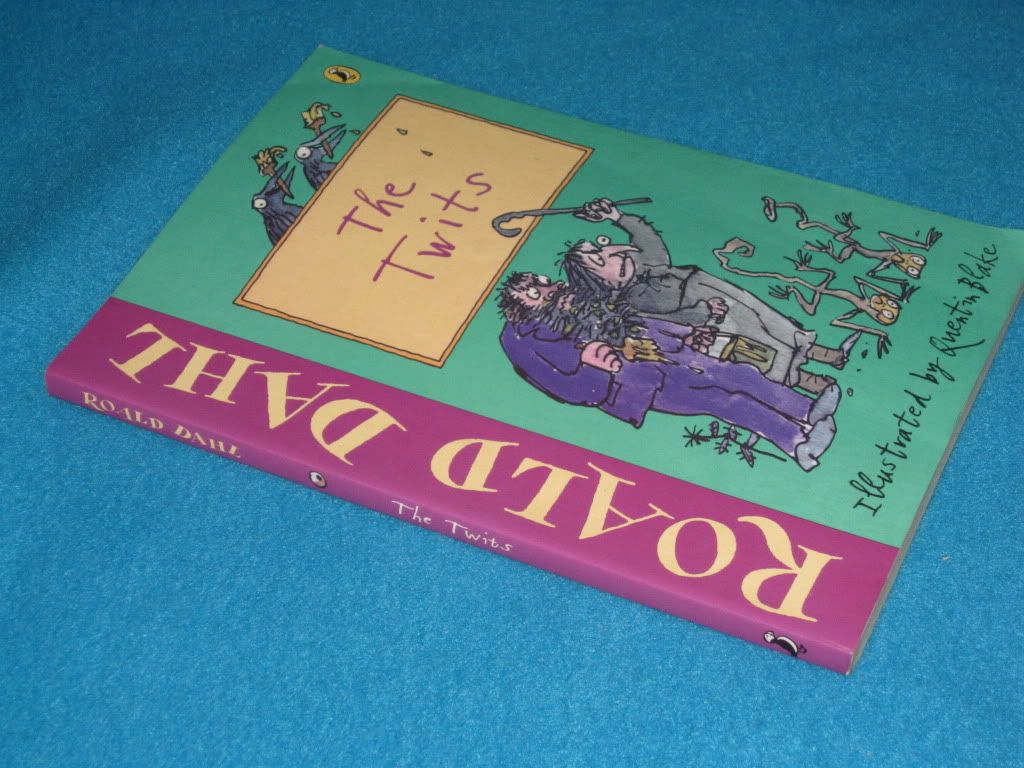 The
Twits
ROALD DAHL
Illustrated by Quentin Blake
ROALD DAHL
The Twits